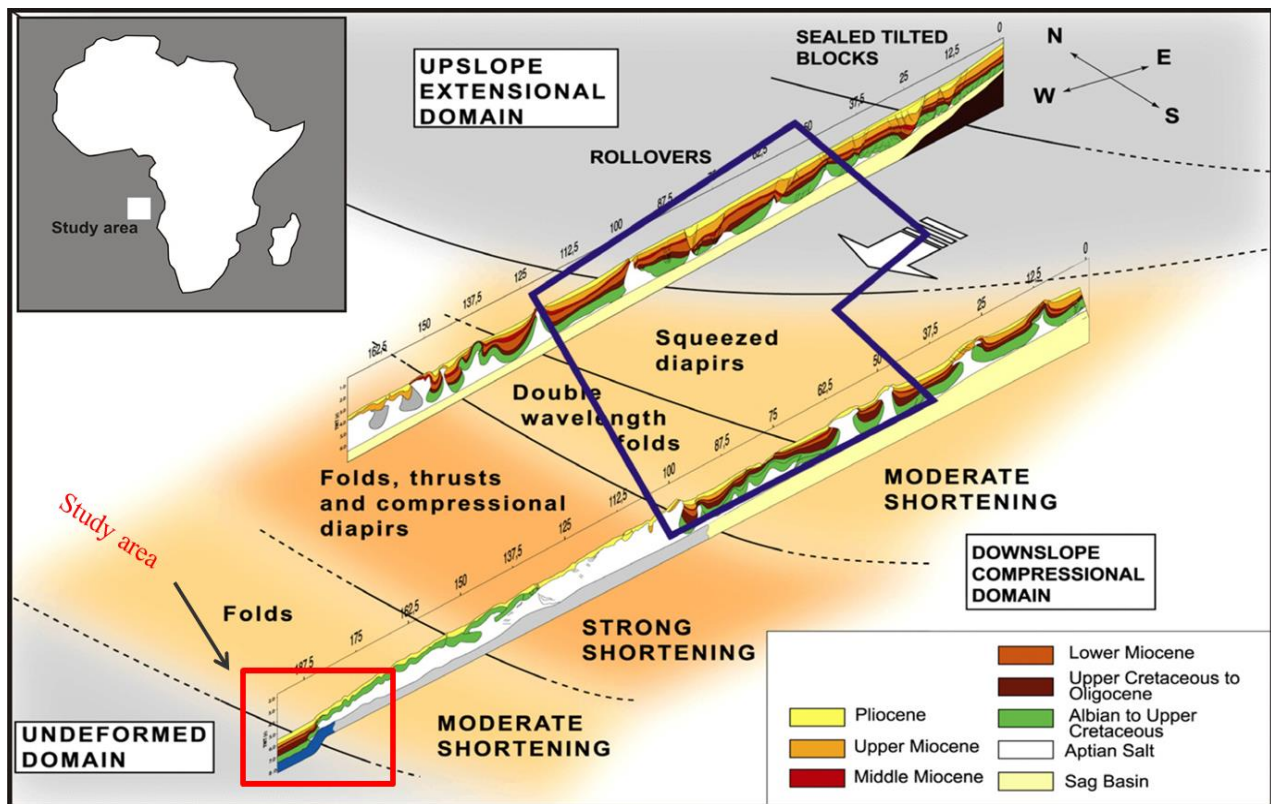 Study area
UPSLOPE
EXTENSIONAL
DOMAIN
SEALED TILTED
BLOCKS
N
E
W
S
ROLLOVERS
0
12,5
25
37,5
60
62,5
75
87,5
100
112,5
125
137,5
150
162,5
Squeezed
diapirs
Double
wavelength
folds
Folds, thrusts
and compressional
diapirs
0
12,5
25
37,5
50
62,5
75
87,5
100
112,5
125
137,5
150
162,5
175
187,5
MODERATE
SHORTENING
DOWNSLOPE
COMPRESSIONAL
DOMAIN
Study area
Folds
STRONG
SHORTENING
MODERATE
SHORTENING
UNDEFORMED
DOMAIN
Pliocene
Upper Miocene
Middle Miocene
Lower Miocene
Upper Cretaceous to
Oligocene
Albian to Upper
Cretaceous
Aptian Salt
Sag Basin